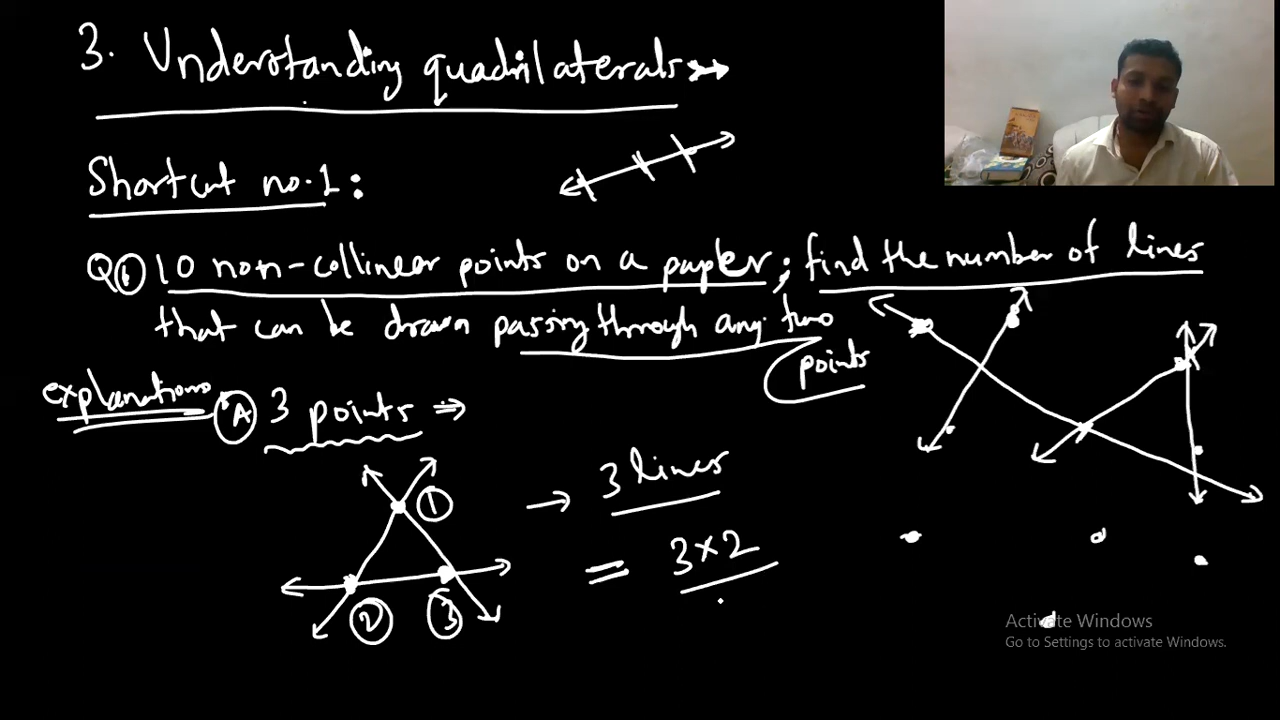 3. Understanding quadrilaterals
Shortcut no.1:
Q1 10 non-collinear points on a paper; find the number of lines
that can be drawn passing through any two
points
explanations
A 3 points ⇒
1
2
3
→ 3 lines
= 3×2
Activate Windows
Go to Settings to activate Windows.